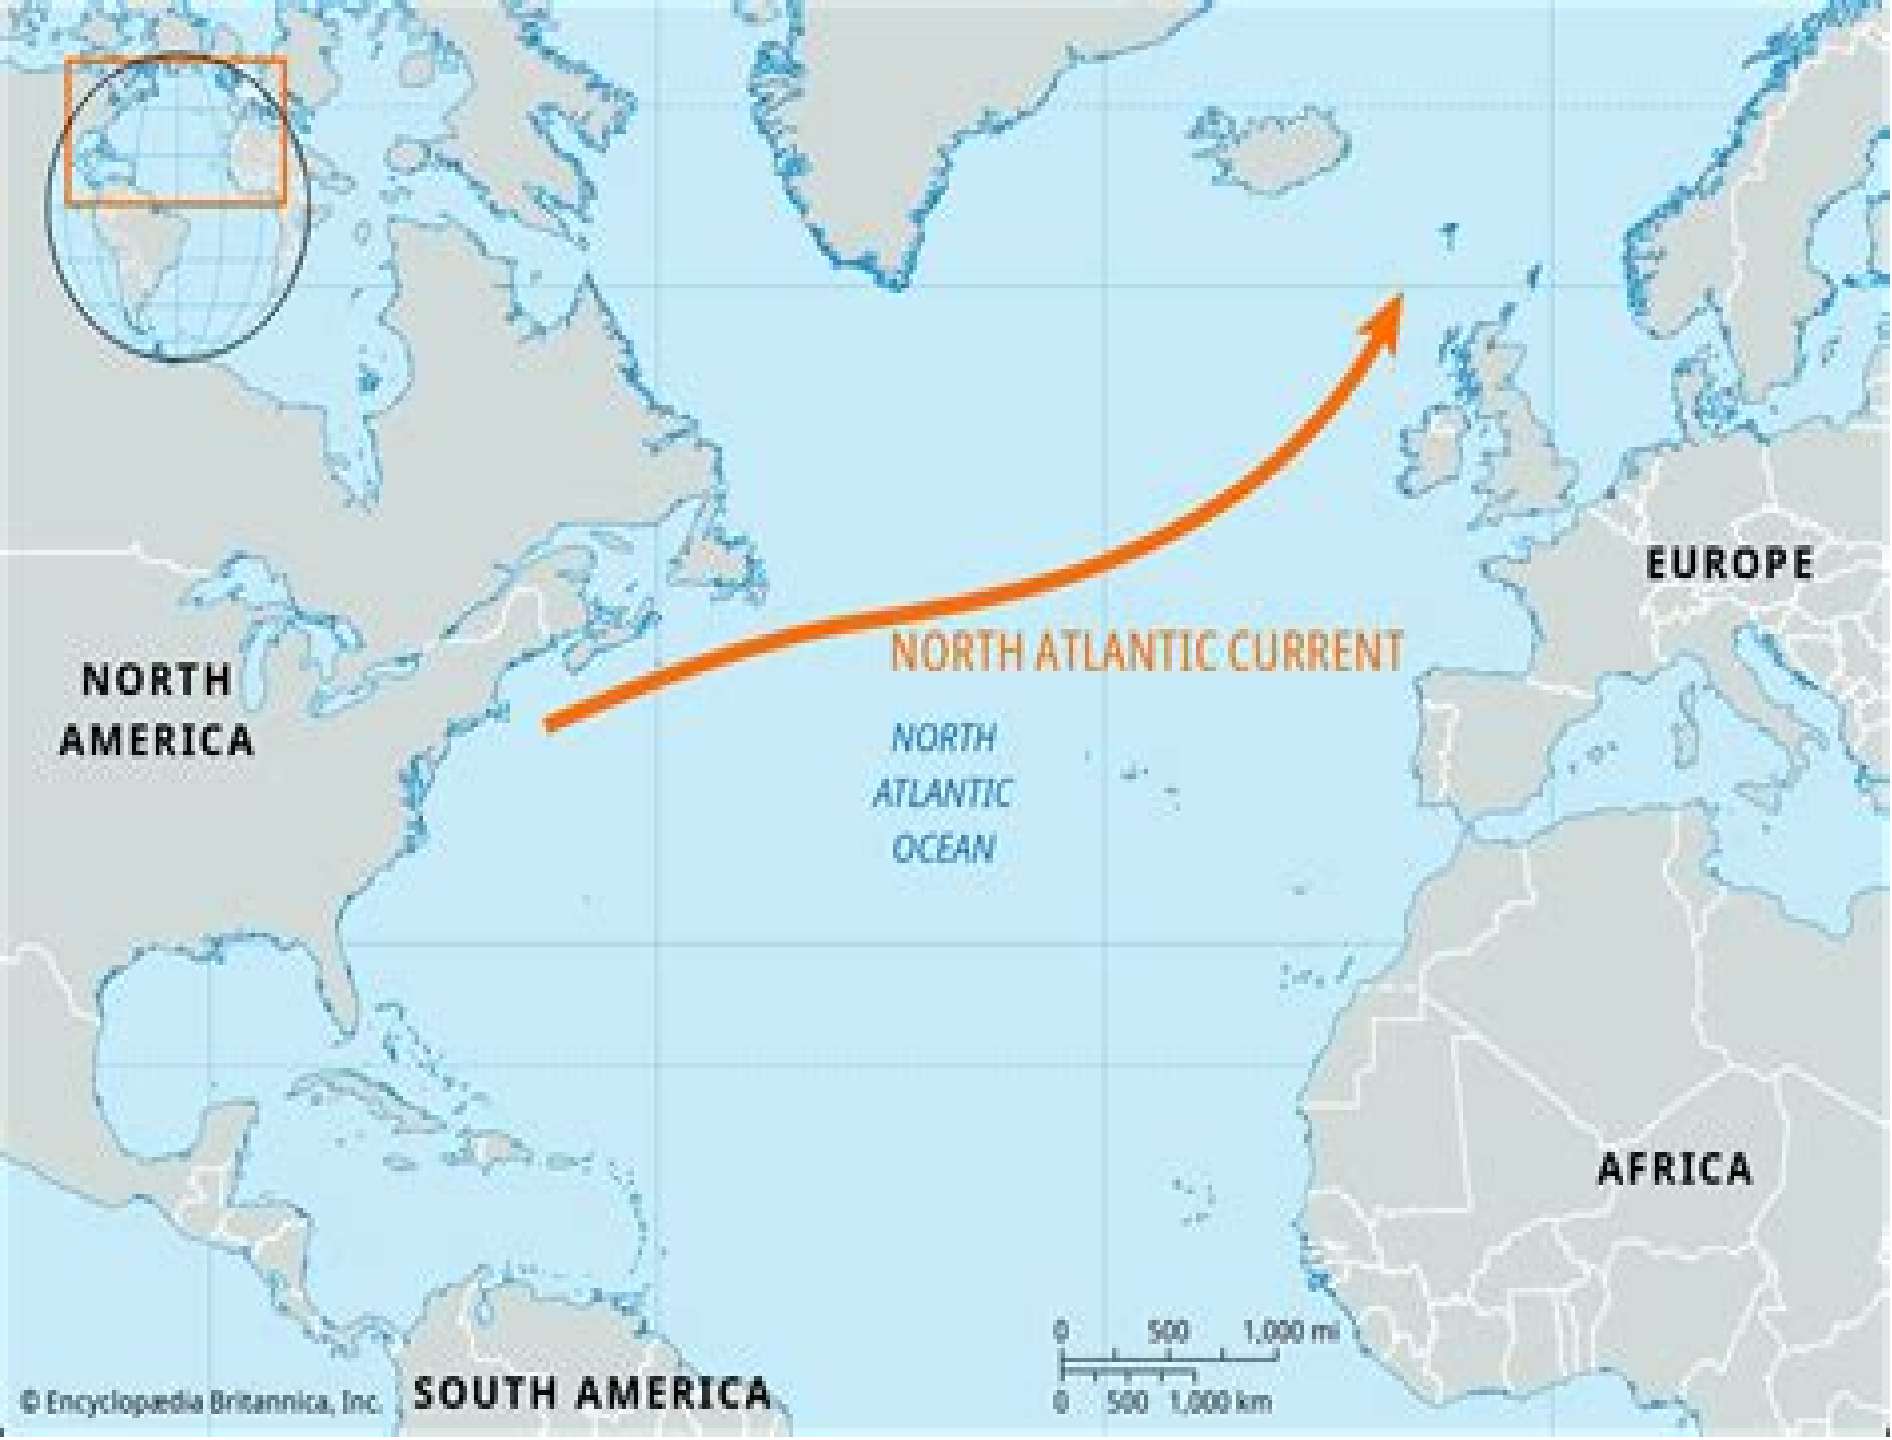 EUROPE
NORTH ATLANTIC CURRENT
NORTH
AMERICA
NORTH
ATLANTIC
OCEAN
AFRICA
0 500 1,000 mi
0 500 1,000 km
SOUTH AMERICA
© Encyclopædia Britannica, Inc.